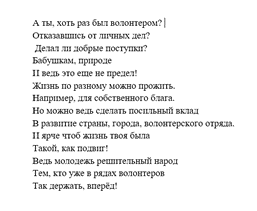 А ты, хоть раз был волонтером?
Отказавшись от личных дел?
Делал ли добрые поступки?
Бабушкам, природе
И ведь это еще не предел!
Жизнь по разному можно прожить.
Например, для собственного блага.
Но можно ведь сделать посильный вклад
В развитие страны, города, волонтерского отряда.
И ярче чтоб жизнь твоя была
Такой, как подвиг!
Ведь молодежь решительный народ
Тем, кто уже в рядах волонтеров
Так держать, вперёд!